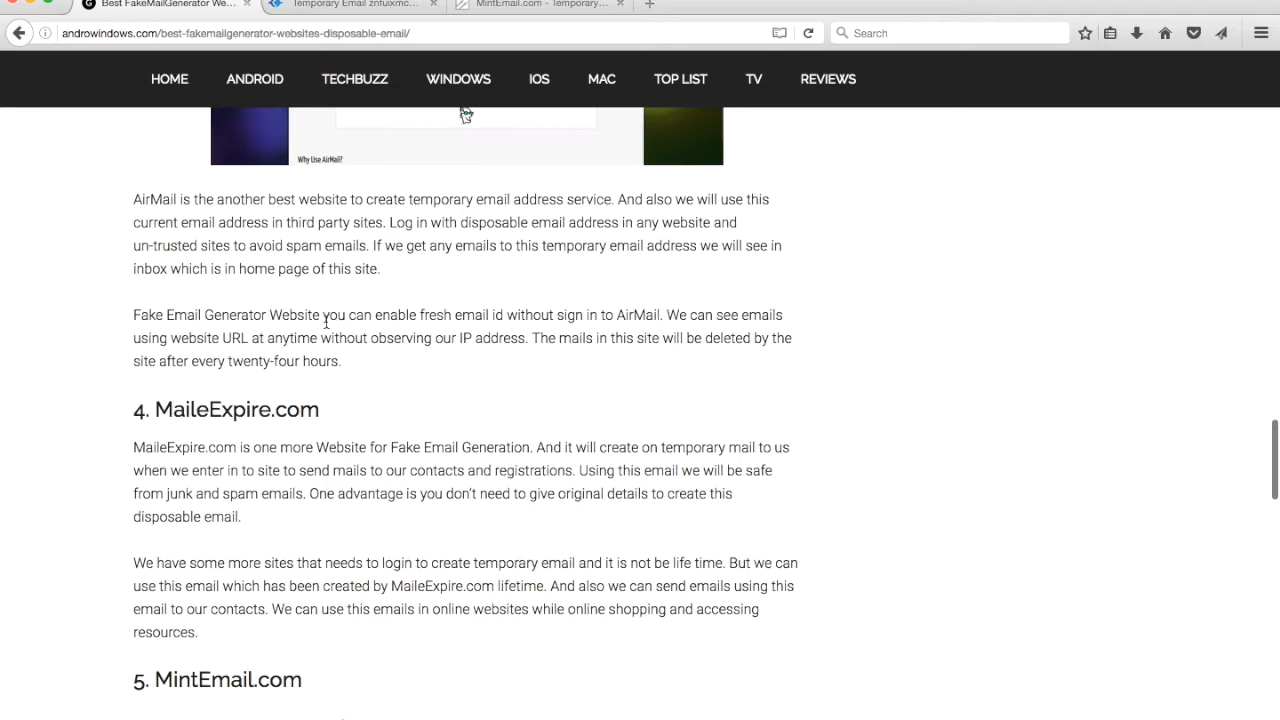 Best FakeMailGenerator We...
Temporary Email znfuixmc...
MintEmail.com - Temporary...
androwindows.com/best-fakemailgenerator-websites-disposable-email/
Search
HOME ANDROID TECHBUZZ WINDOWS IOS MAC TOP LIST TV REVIEWS
Why Use AirMail?
AirMail is the another best website to create temporary email address service. And also we will use this
current email address in third party sites. Log in with disposable email address in any website and
un-trusted sites to avoid spam emails. If we get any emails to this temporary email address we will see in
inbox which is in home page of this site.
Fake Email Generator Website you can enable fresh email id without sign in to AirMail. We can see emails
using website URL at anytime without observing our IP address. The mails in this site will be deleted by the
site after every twenty-four hours.
4. MaileExpire.com
MaileExpire.com is one more Website for Fake Email Generation. And it will create on temporary mail to us
when we enter in to site to send mails to our contacts and registrations. Using this email we will be safe
from junk and spam emails. One advantage is you don't need to give original details to create this
disposable email.
We have some more sites that needs to login to create temporary email and it is not be life time. But we can
use this email which has been created by MaileExpire.com lifetime. And also we can send emails using this
email to our contacts. We can use this emails in online websites while online shopping and accessing
resources.
5. MintEmail.com